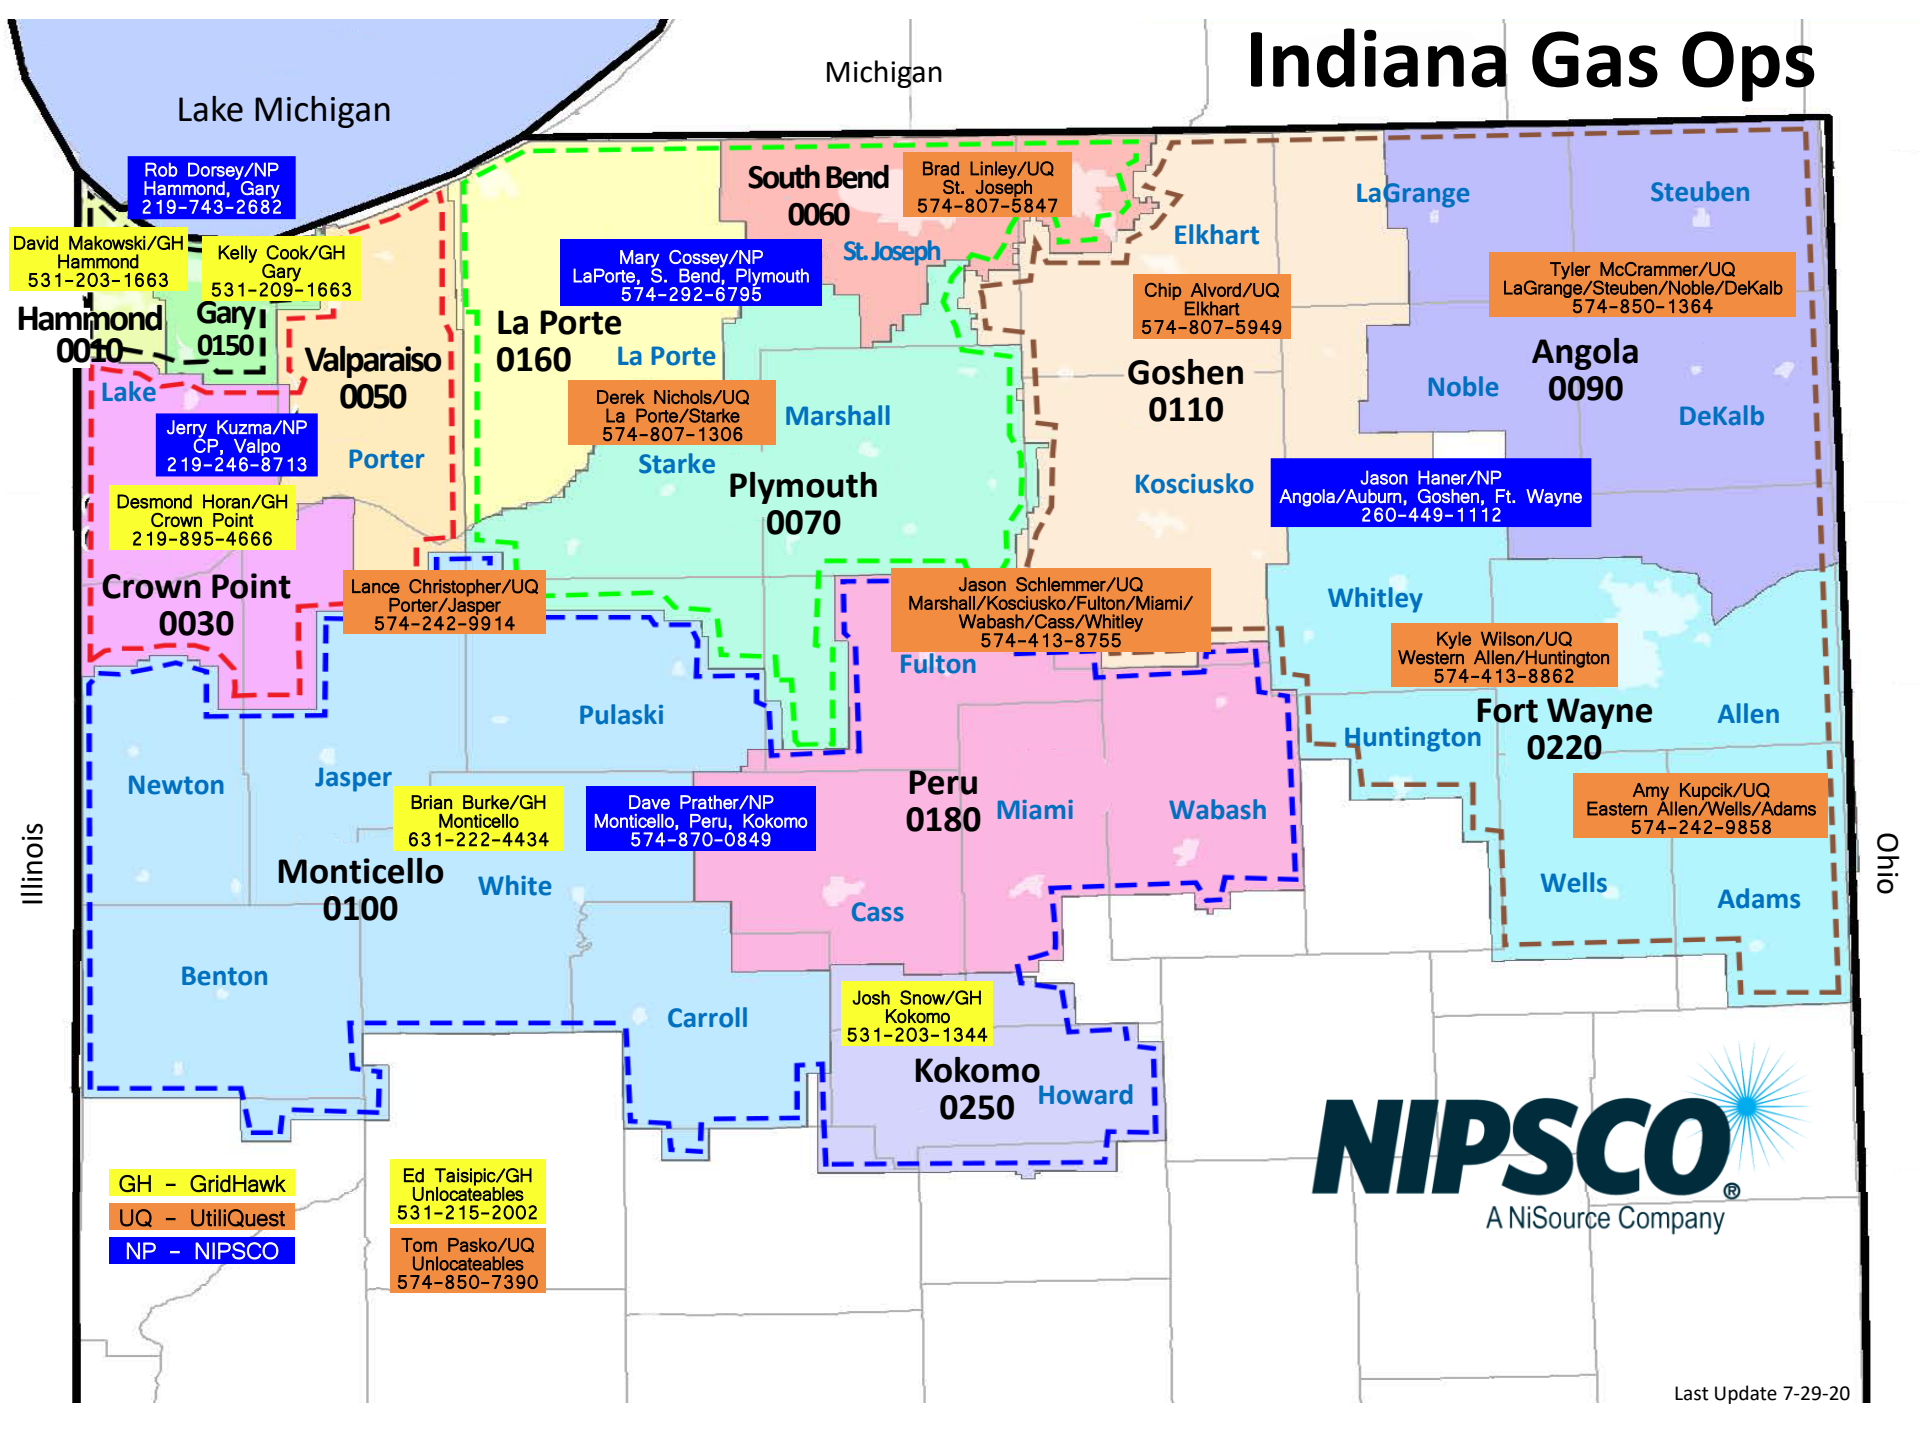 Indiana Gas Ops
Michigan
Lake Michigan
Rob Dorsey/NP
Hammond, Gary
219-743-2682
David Makowski/GH
Hammond
531-203-1663
Kelly Cook/GH
Gary
531-209-1663
Hammond
0010
Gary
0150
Valparaiso
0050
Lake
Jerry Kuzma/NP
CP, Valpo
219-246-8713
Porter
Desmond Horan/GH
Crown Point
219-895-4666
Crown Point
0030
Lance Christopher/UQ
Porter/Jasper
574-242-9914
South Bend
0060
Brad Linley/UQ
St. Joseph
574-807-5847
St. Joseph
Mary Cossey/NP
LaPorte, S. Bend, Plymouth
574-292-6795
La Porte
0160
La Porte
Derek Nichols/UQ
La Porte/Starke
574-807-1306
Marshall
Starke
Plymouth
0070
LaGrange
Steuben
Elkhart
Chip Alvord/UQ
Elkhart
574-807-5949
Tyler McCrammer/UQ
LaGrange/Steuben/Noble/DeKalb
574-850-1364
Goshen
0110
Angola
0090
Noble
DeKalb
Kosciusko
Jason Haner/NP
Angola/Auburn, Goshen, Ft. Wayne
260-449-1112
Jason Schlemmer/UQ
Marshall/Kosciusko/Fulton/Miami/
Wabash/Cass/Whitley
574-413-8755
Fulton
Whitley
Kyle Wilson/UQ
Western Allen/Huntington
574-413-8862
Fort Wayne
0220
Allen
Huntington
Amy Kupcik/UQ
Eastern Allen/Wells/Adams
574-242-9858
Wells
Adams
Pulaski
Newton
Jasper
Brian Burke/GH
Monticello
631-222-4434
Dave Prather/NP
Monticello, Peru, Kokomo
574-870-0849
Peru
0180
Miami
Wabash
Monticello
0100
White
Cass
Benton
Carroll
Josh Snow/GH
Kokomo
531-203-1344
Kokomo
0250
Howard
Illinois
Ohio
GH - GridHawk
UQ - UtiliQuest
NP - NIPSCO
Ed Taisipic/GH
Unlocateables
531-215-2002
Tom Pasko/UQ
Unlocateables
574-850-7390
NIPSCO®
A NiSource Company
Last Update 7-29-20